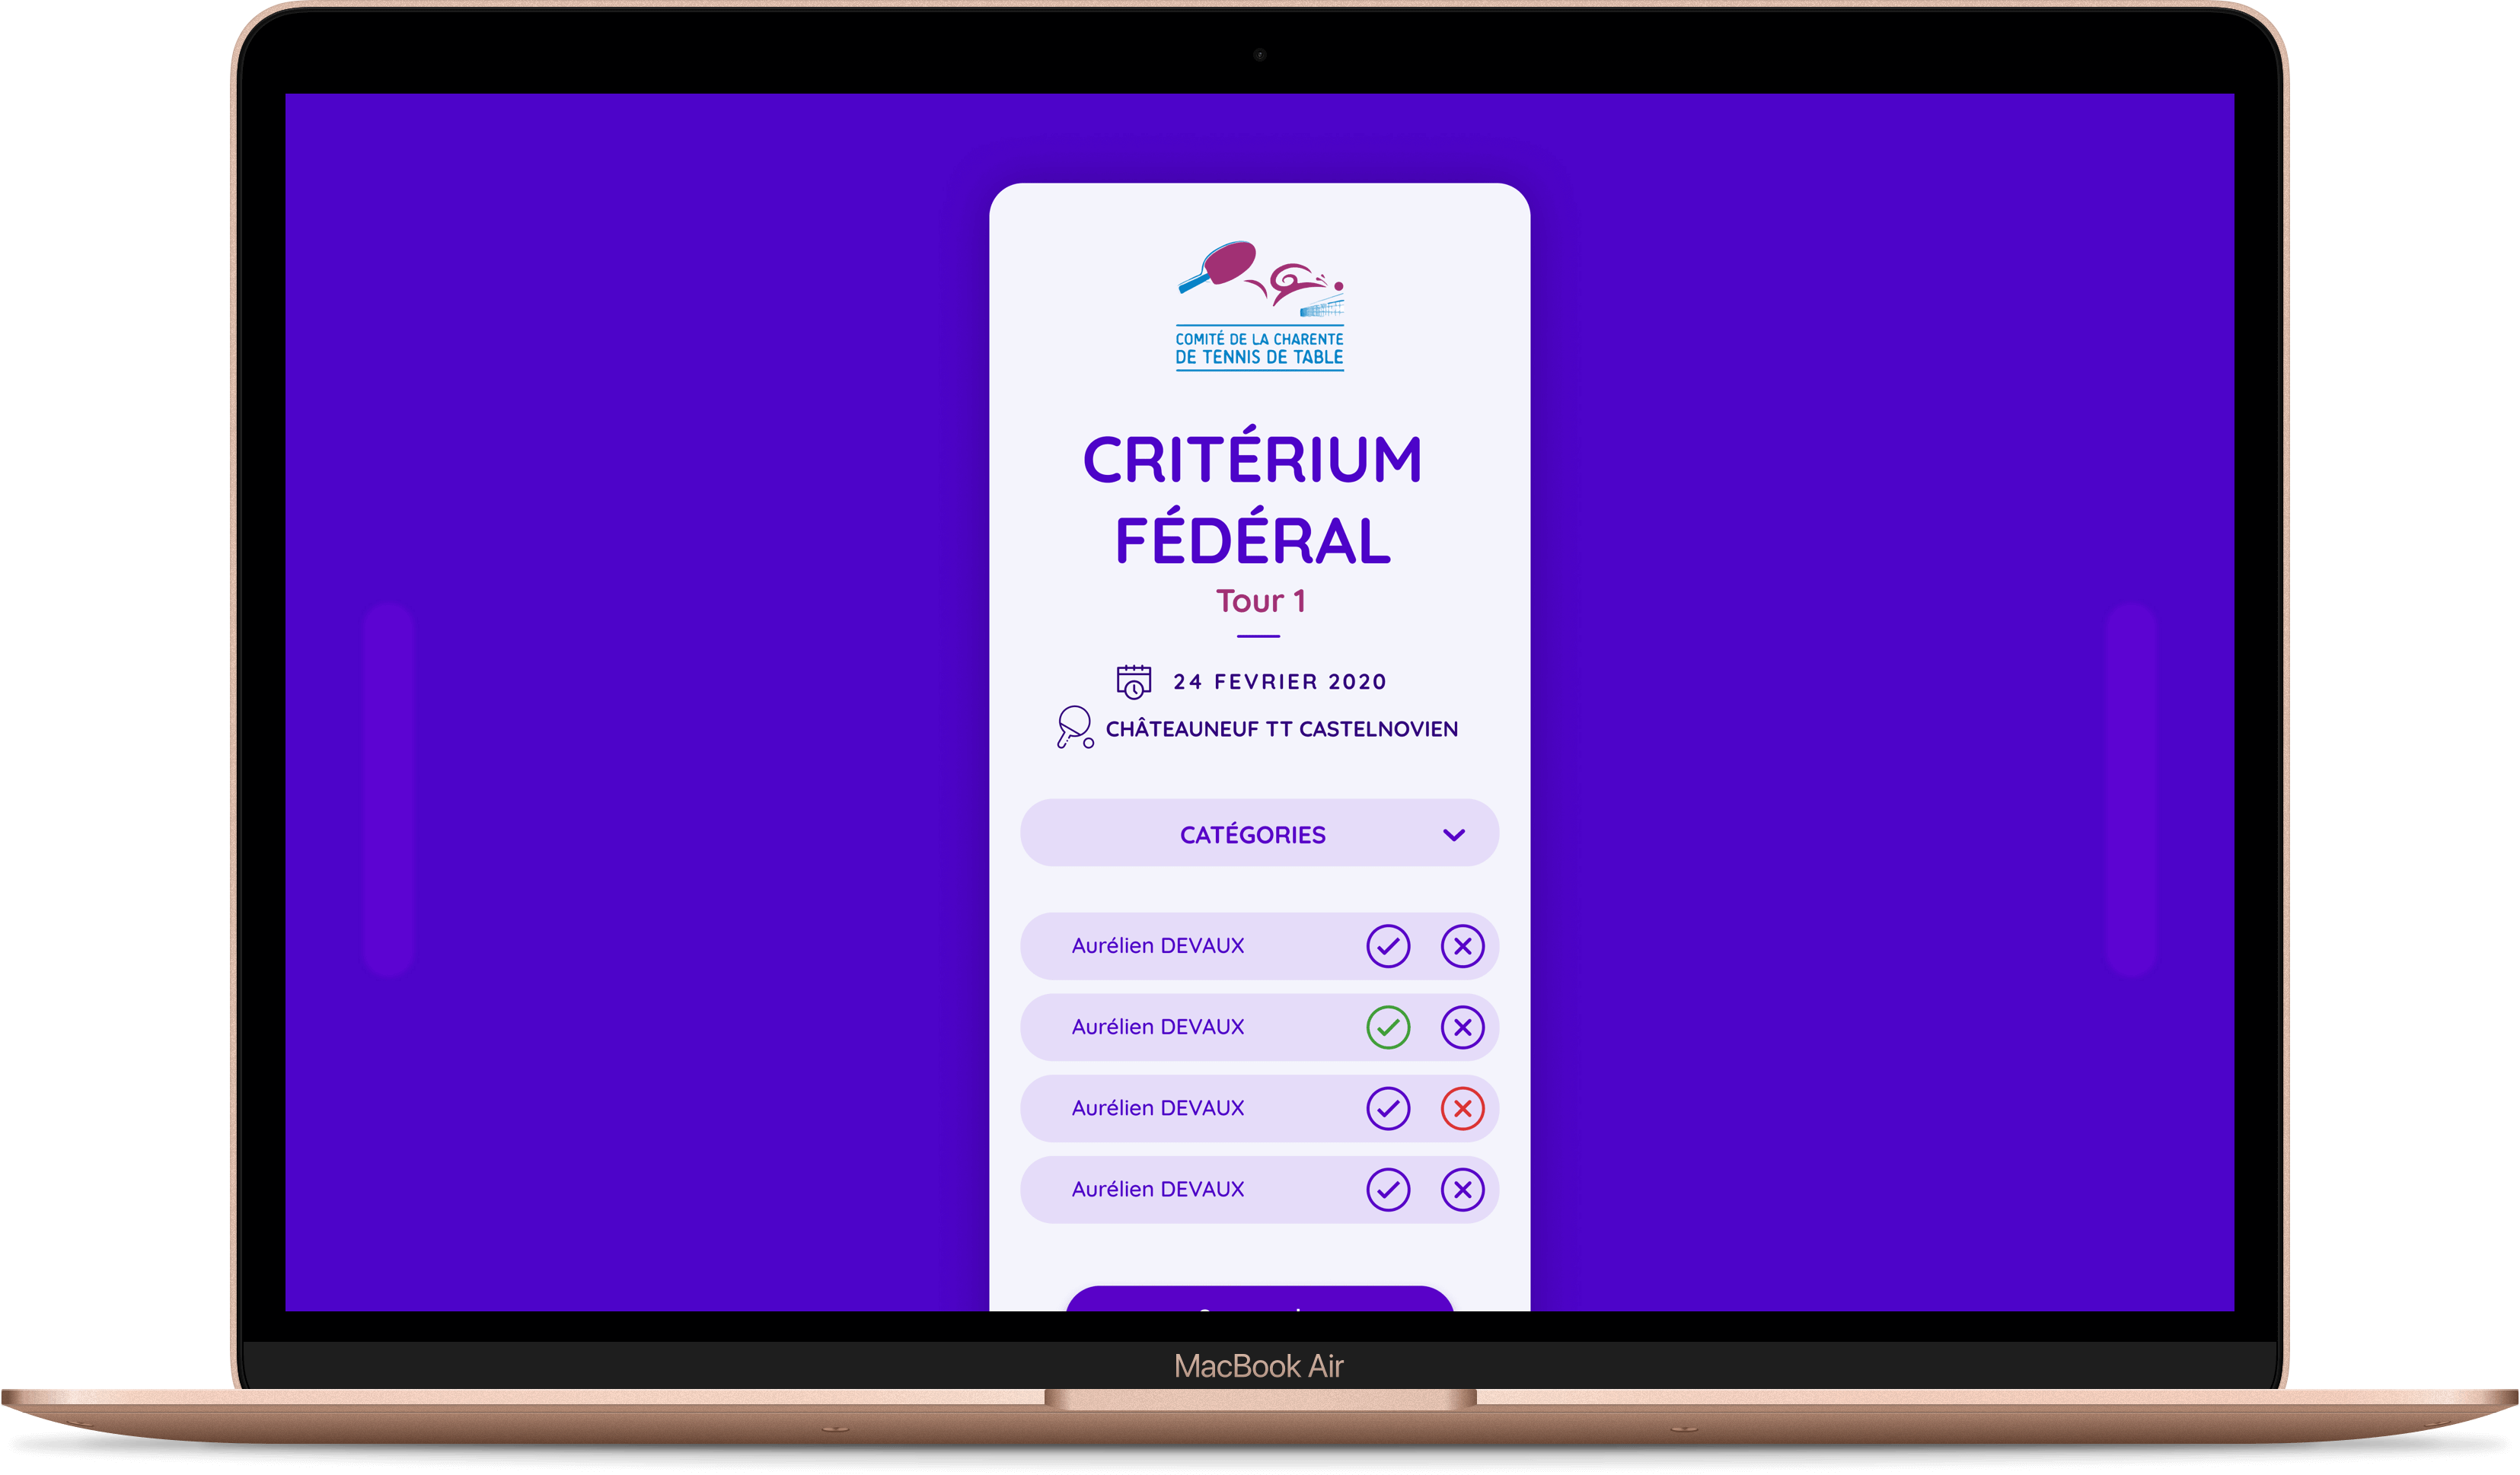 COMITÉ DE LA CHARENTE
DE TENNIS DE TABLE
CRITÉRIUM
FÉDÉRAL
Tour 1
24 FEVRIER 2020
CHÂTEAUNEUF TT CASTELNOVIEN
CATÉGORIES
Aurélien DEVAUX
Aurélien DEVAUX
Aurélien DEVAUX
Aurélien DEVAUX
MacBook Air